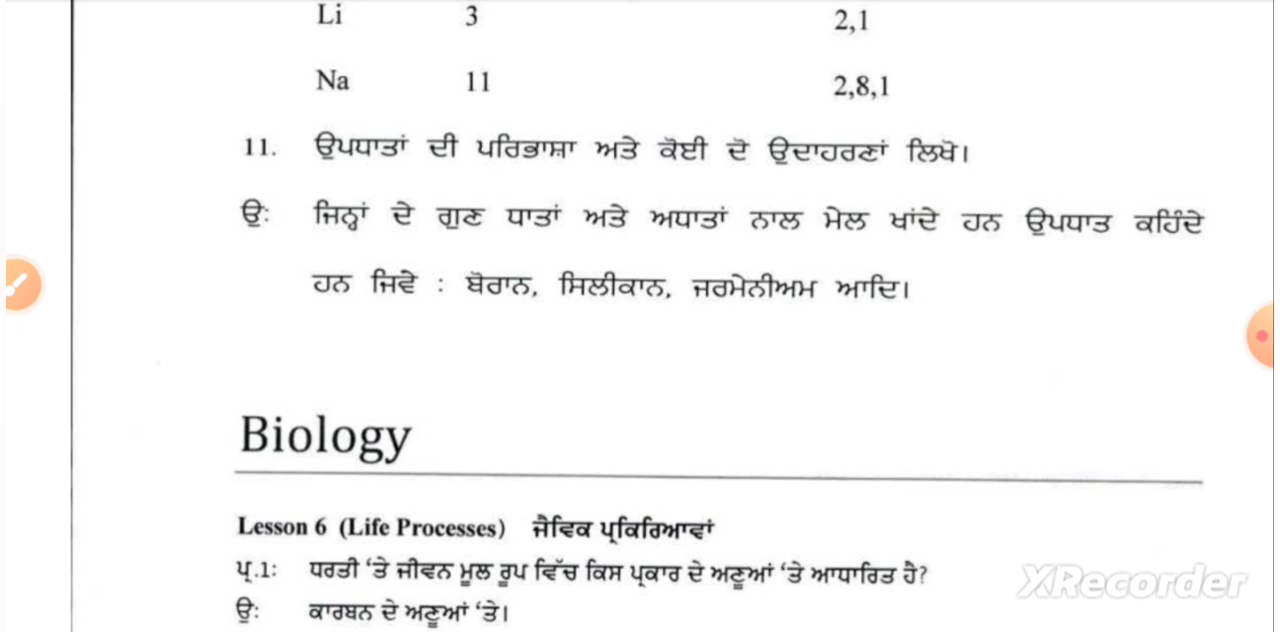 Li 3 2,1
Na 11 2,8,1
11. ਉਪਧਾਤਾਂ ਦੀ ਪਰਿਭਾਸ਼ਾ ਅਤੇ ਕੋਈ ਦੋ ਉਦਾਹਰਣਾਂ ਲਿਖੋ।
ਉ: ਜਿਨ੍ਹਾਂ ਦੇ ਗੁਣ ਧਾਤਾਂ ਅਤੇ ਅਧਾਤਾਂ ਨਾਲ ਮੇਲ ਖਾਂਦੇ ਹਨ ਉਪਧਾਤ ਕਹਿੰਦੇ
ਹਨ ਜਿਵੇ : ਬੋਰਾਨ, ਸਿਲੀਕਾਨ, ਜਰਮੇਨੀਅਮ ਆਦਿ।
Biology
Lesson 6 (Life Processes) ਜੈਵਿਕ ਪ੍ਰਕਿਰਿਆਵਾਂ
ਪ੍ਰ.1: ਧਰਤੀ ‘ਤੇ ਜੀਵਨ ਮੂਲ ਰੂਪ ਵਿੱਚ ਕਿਸ ਪ੍ਰਕਾਰ ਦੇ ਅਣੂਆਂ ‘ਤੇ ਆਧਾਰਿਤ ਹੈ?
ਉ: ਕਾਰਬਨ ਦੇ ਅਣੂਆਂ ‘ਤੇ।
XRecorder